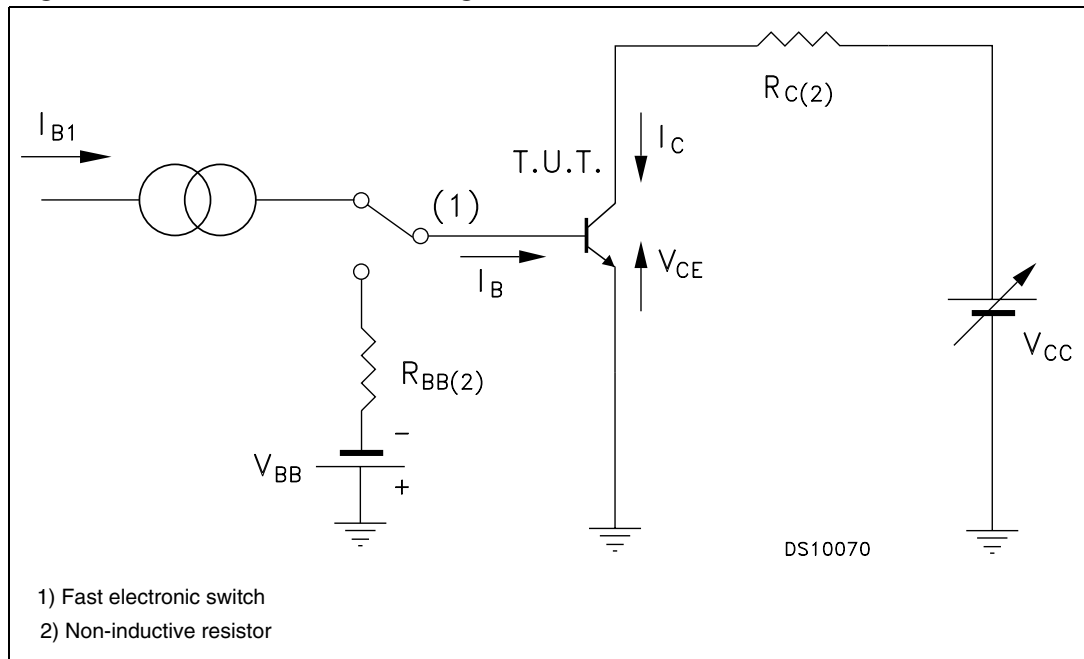 R_C(2)
I_B1
I_C
T.U.T.
(1)
V_CE
I_B
V_CC
R_BB(2)
−
V_BB
+
DS10070
1) Fast electronic switch
2) Non-inductive resistor